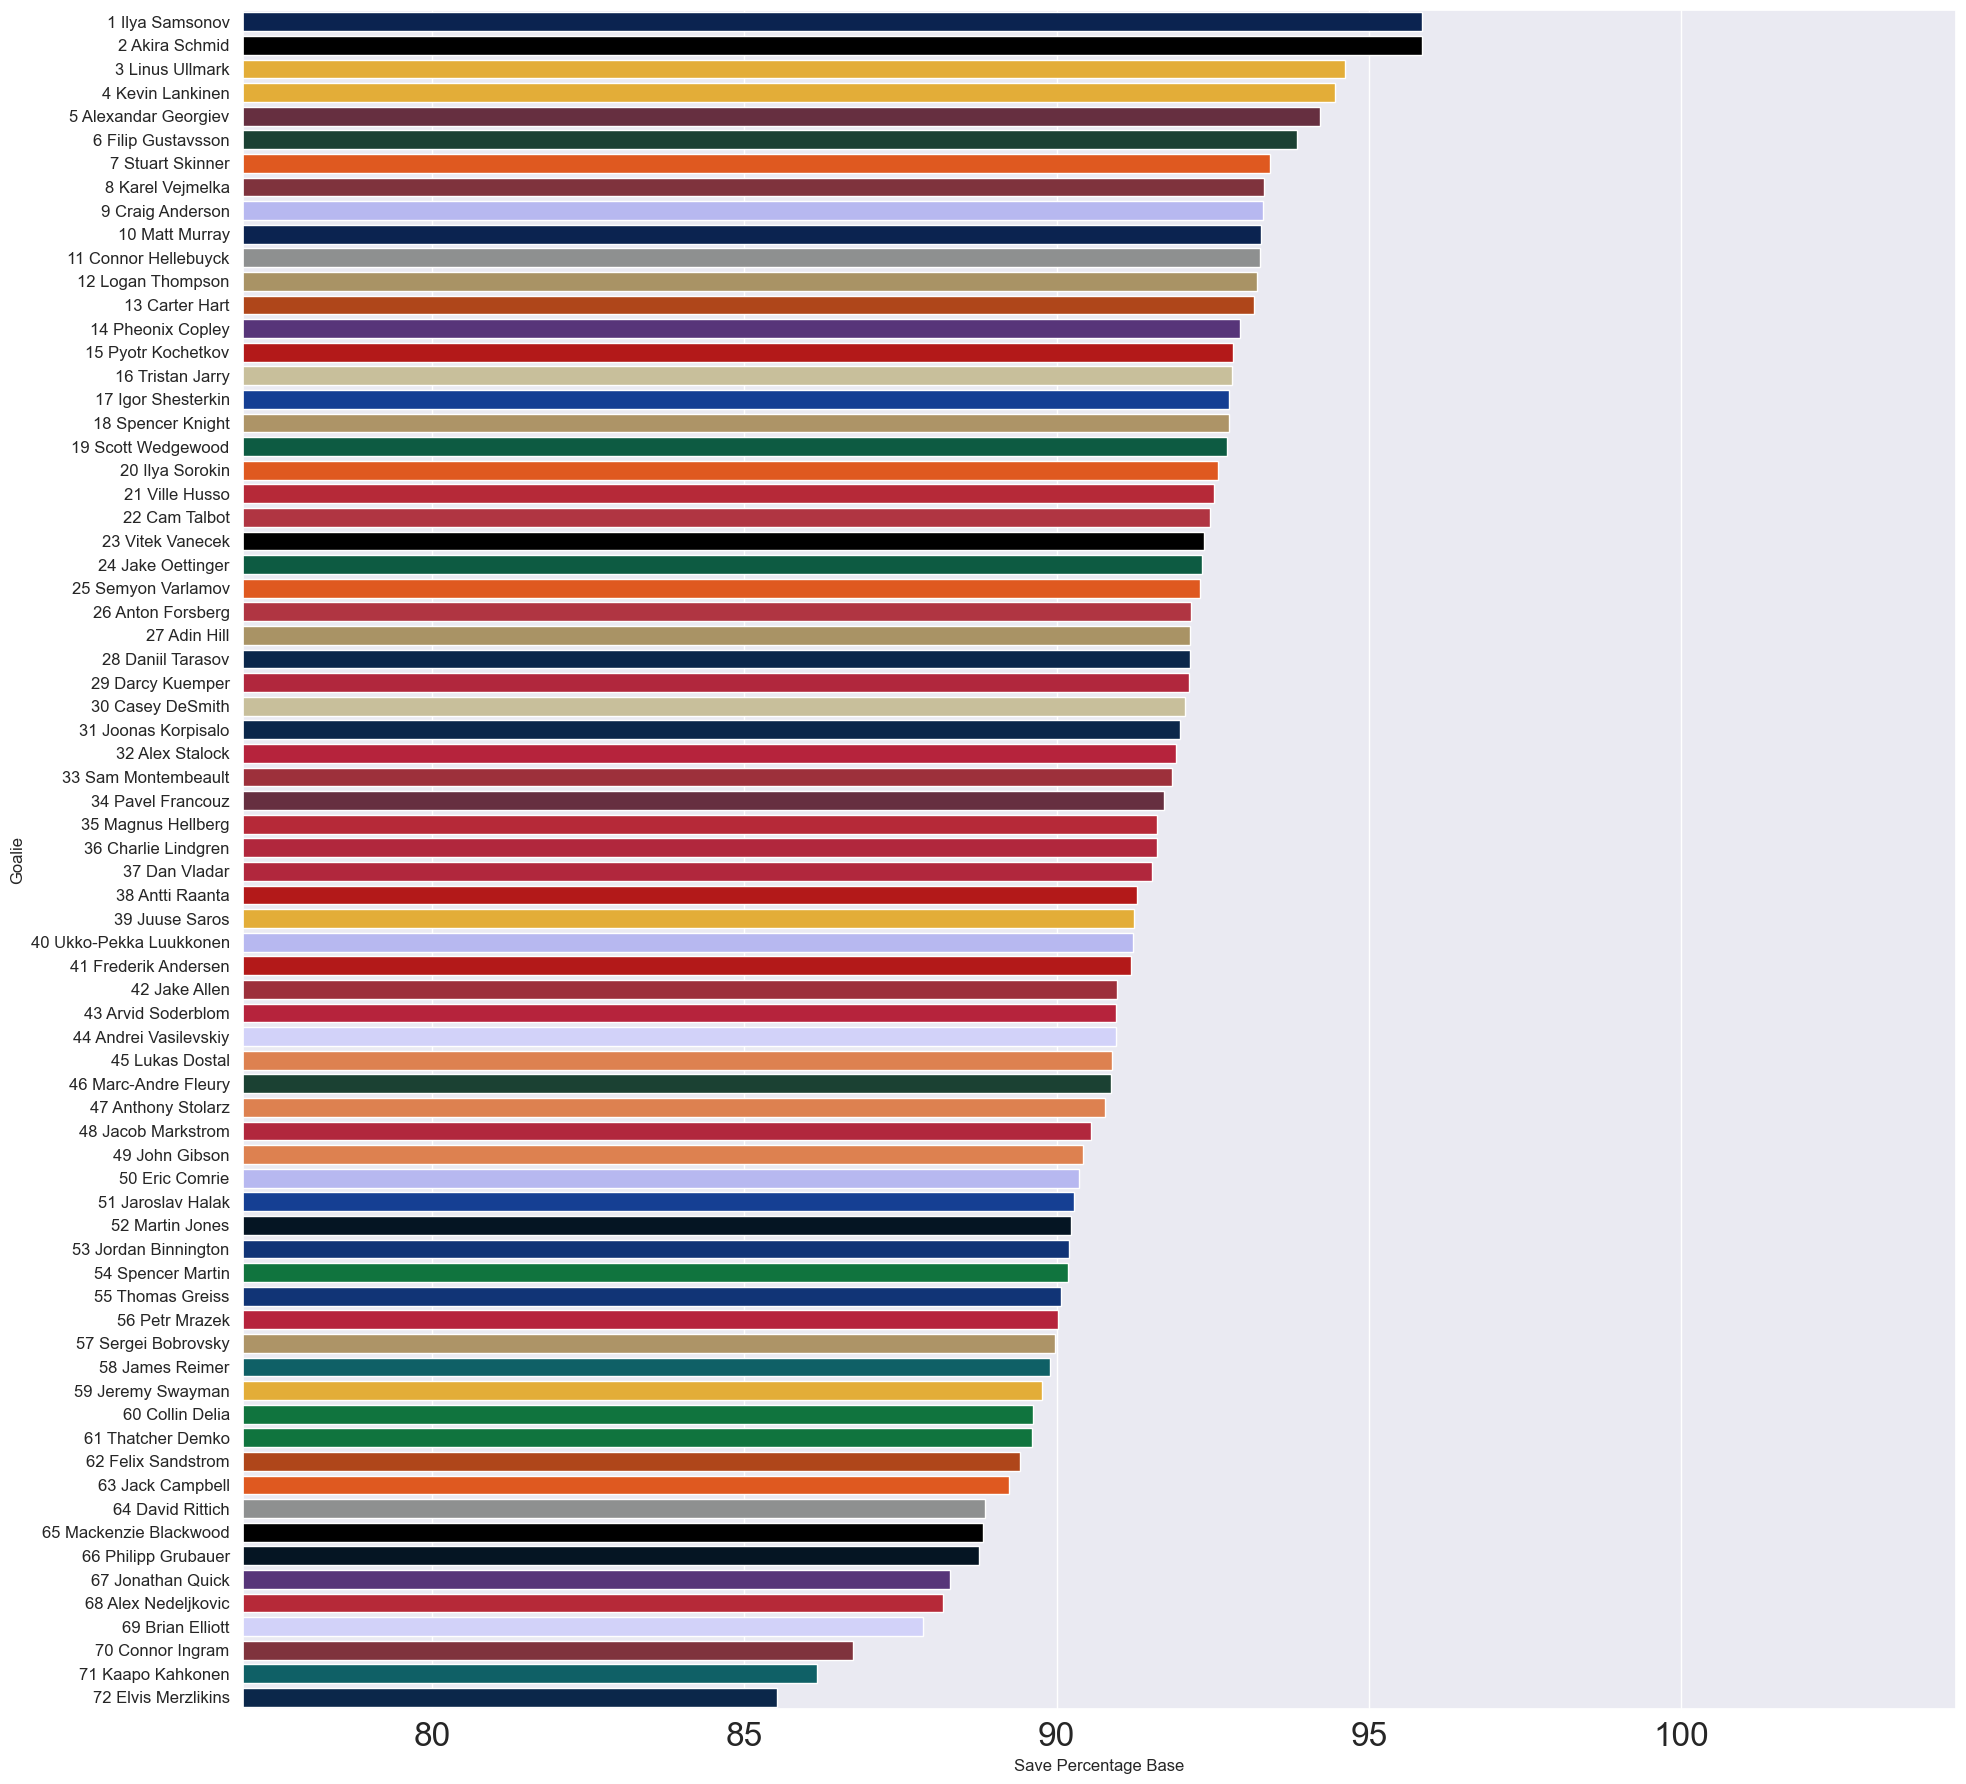 1 Ilya Samsonov
2 Akira Schmid
3 Linus Ullmark
4 Kevin Lankinen
5 Alexandar Georgiev
6 Filip Gustavsson
7 Stuart Skinner
8 Karel Vejmelka
9 Craig Anderson
10 Matt Murray
11 Connor Hellebuyck
12 Logan Thompson
13 Carter Hart
14 Pheonix Copley
15 Pyotr Kochetkov
16 Tristan Jarry
17 Igor Shesterkin
18 Spencer Knight
19 Scott Wedgewood
20 Ilya Sorokin
21 Ville Husso
22 Cam Talbot
23 Vitek Vanecek
24 Jake Oettinger
25 Semyon Varlamov
26 Anton Forsberg
27 Adin Hill
28 Daniil Tarasov
29 Darcy Kuemper
30 Casey DeSmith
31 Joonas Korpisalo
32 Alex Stalock
33 Sam Montembeault
34 Pavel Francouz
35 Magnus Hellberg
36 Charlie Lindgren
37 Dan Vladar
38 Antti Raanta
39 Juuse Saros
40 Ukko-Pekka Luukkonen
41 Frederik Andersen
42 Jake Allen
43 Arvid Soderblom
44 Andrei Vasilevskiy
45 Lukas Dostal
46 Marc-Andre Fleury
47 Anthony Stolarz
48 Jacob Markstrom
49 John Gibson
50 Eric Comrie
51 Jaroslav Halak
52 Martin Jones
53 Jordan Binnington
54 Spencer Martin
55 Thomas Greiss
56 Petr Mrazek
57 Sergei Bobrovsky
58 James Reimer
59 Jeremy Swayman
60 Collin Delia
61 Thatcher Demko
62 Felix Sandstrom
63 Jack Campbell
64 David Rittich
65 Mackenzie Blackwood
66 Philipp Grubauer
67 Jonathan Quick
68 Alex Nedeljkovic
69 Brian Elliott
70 Connor Ingram
71 Kaapo Kahkonen
72 Elvis Merzlikins
Goalie
80 85 90 95 100
Save Percentage Base